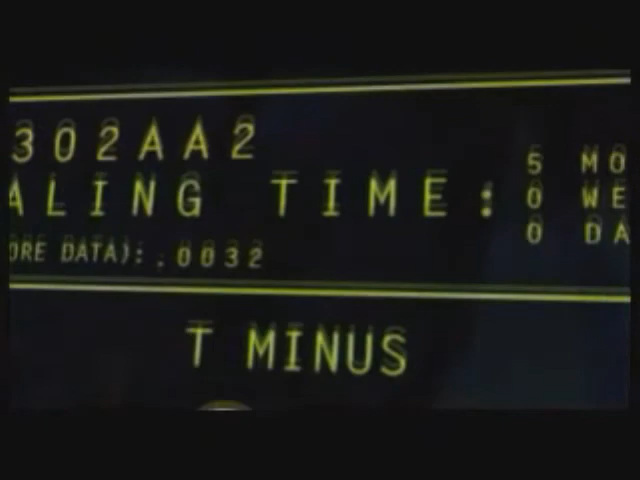 302AA2
ALING TIME:
5 MO
0 WE
0 DA
ORE DATA): .0032
T MINUS